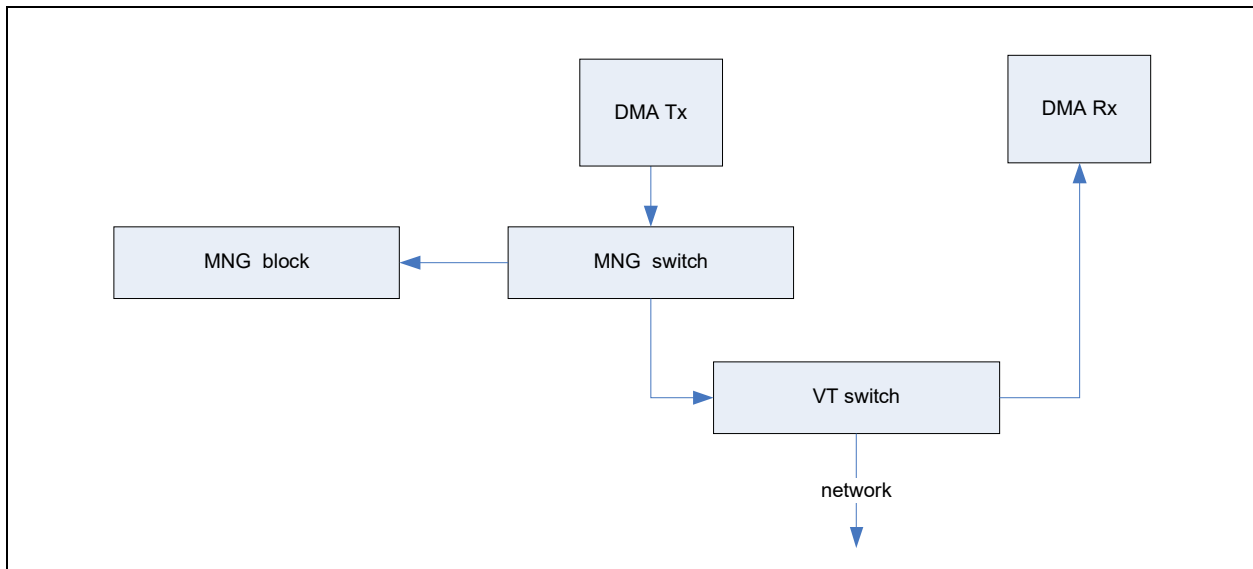 DMA Tx
DMA Rx
MNG block
MNG switch
VT switch
network